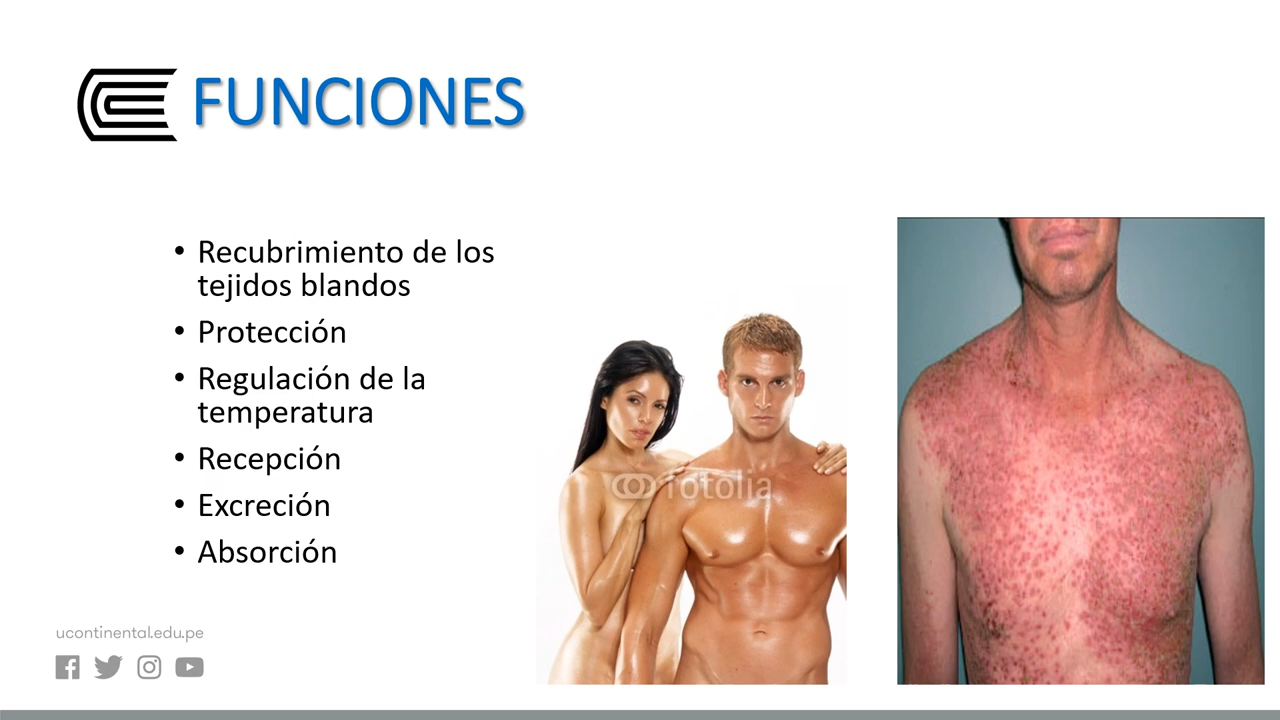 FUNCIONES
• Recubrimiento de los
tejidos blandos
• Protección
• Regulación de la
temperatura
• Recepción
• Excreción
• Absorción
fotolia
ucontinental.edu.pe